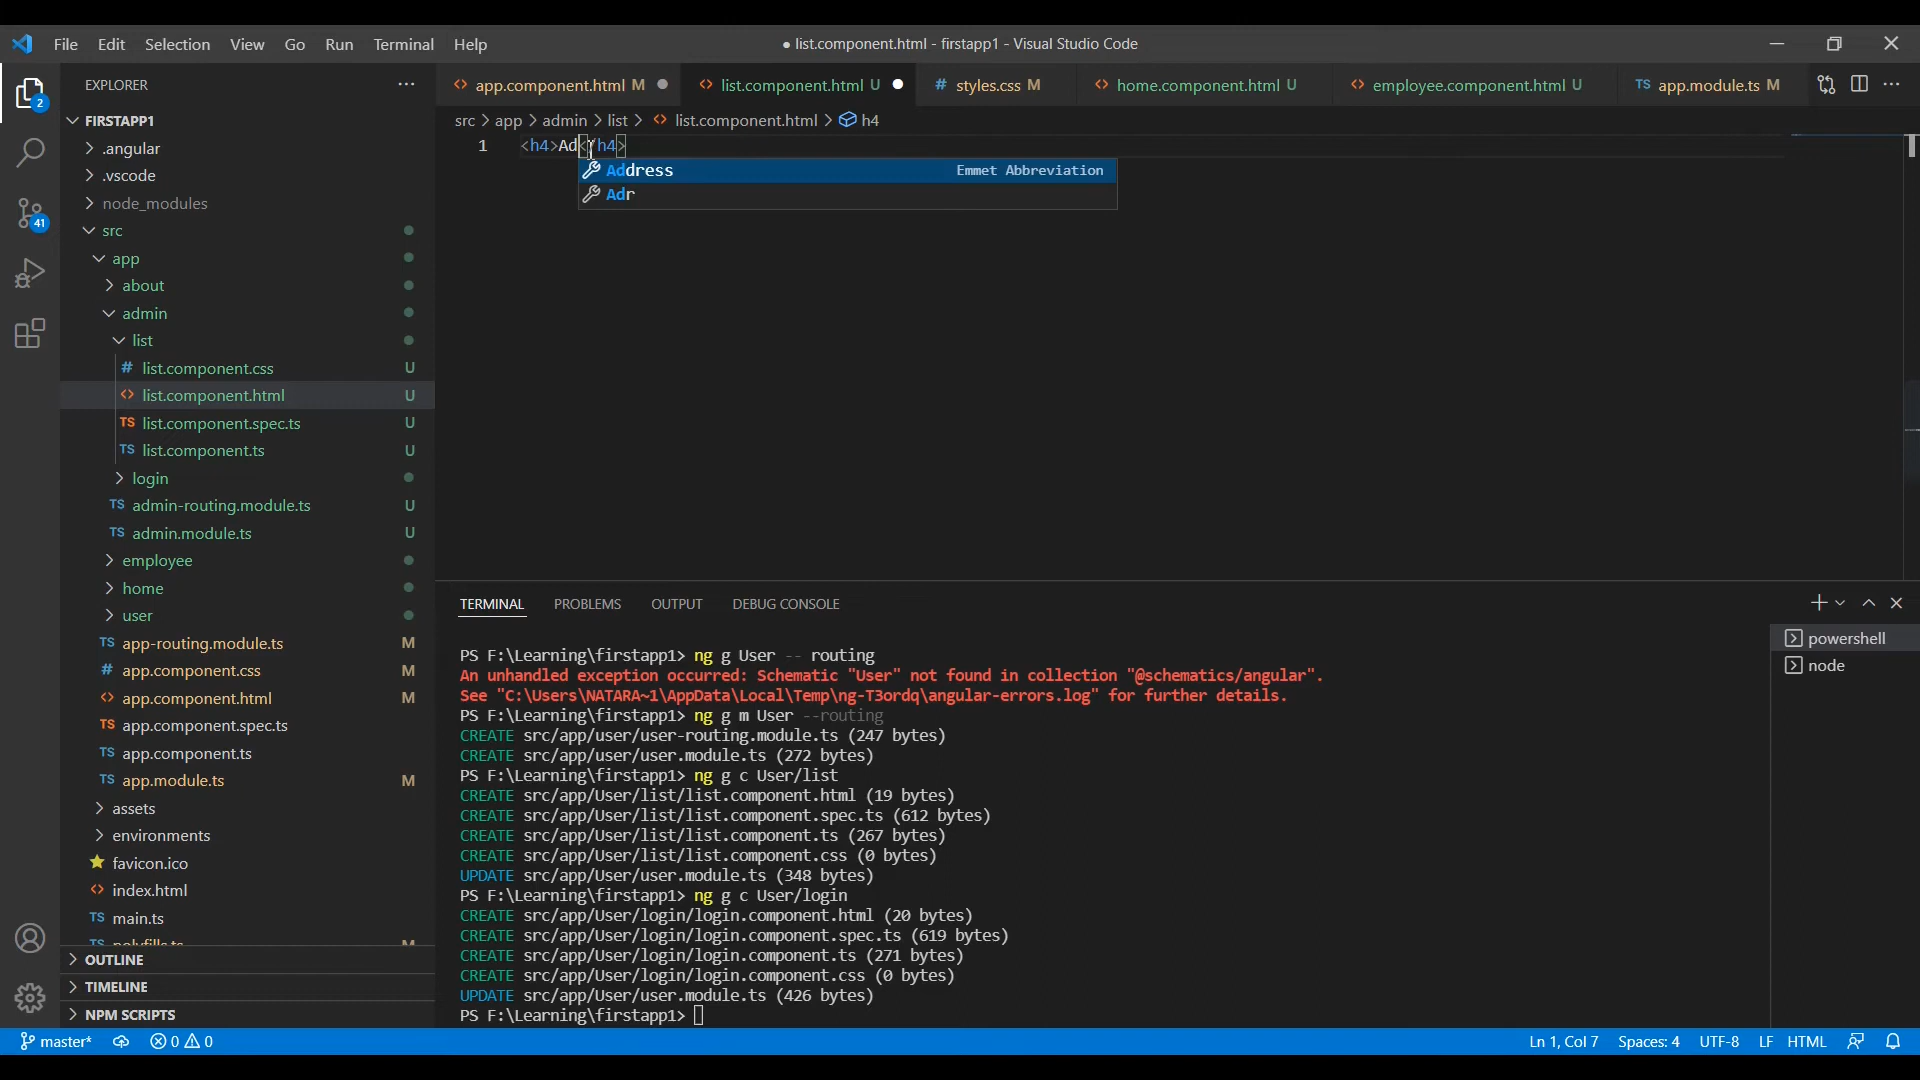 File Edit Selection View Go Run Terminal Help
● list.component.html - firstapp1 - Visual Studio Code
EXPLORER
app.component.html M
list.component.html U
# styles.css M
home.component.html U
employee.component.html U
TS app.module.ts M
2
41
src > app > admin > list > list.component.html > h4
1 <h4>Ad</h4>
Address Emmet Abbreviation
Adr
FIRSTAPP1
.angular
.vscode
node_modules
src
app
about
admin
list
# list.component.css U
list.component.html U
TS list.component.spec.ts U
TS list.component.ts U
login
TS admin-routing.module.ts U
TS admin.module.ts U
employee
home
user
TS app-routing.module.ts M
# app.component.css M
app.component.html M
TS app.component.spec.ts
TS app.component.ts
TS app.module.ts M
assets
environments
favicon.ico
index.html
TS main.ts
TS polyfills.ts M
OUTLINE
TIMELINE
NPM SCRIPTS
TERMINAL PROBLEMS OUTPUT DEBUG CONSOLE
powershell
node
PS F:\Learning\firstapp1> ng g User -- routing
An unhandled exception occurred: Schematic "User" not found in collection "@schematics/angular".
See "C:\Users\NATARA~1\AppData\Local\Temp\ng-T3ordq\angular-errors.log" for further details.
PS F:\Learning\firstapp1> ng g m User --routing
CREATE src/app/user/user-routing.module.ts (247 bytes)
CREATE src/app/user/user.module.ts (272 bytes)
PS F:\Learning\firstapp1> ng g c User/list
CREATE src/app/User/list/list.component.html (19 bytes)
CREATE src/app/User/list/list.component.spec.ts (612 bytes)
CREATE src/app/User/list/list.component.ts (267 bytes)
CREATE src/app/User/list/list.component.css (0 bytes)
UPDATE src/app/User/user.module.ts (348 bytes)
PS F:\Learning\firstapp1> ng g c User/login
CREATE src/app/User/login/login.component.html (20 bytes)
CREATE src/app/User/login/login.component.spec.ts (619 bytes)
CREATE src/app/User/login/login.component.ts (271 bytes)
CREATE src/app/User/login/login.component.css (0 bytes)
UPDATE src/app/User/user.module.ts (426 bytes)
PS F:\Learning\firstapp1>
master* 0 0
Ln 1, Col 7 Spaces: 4 UTF-8 LF HTML